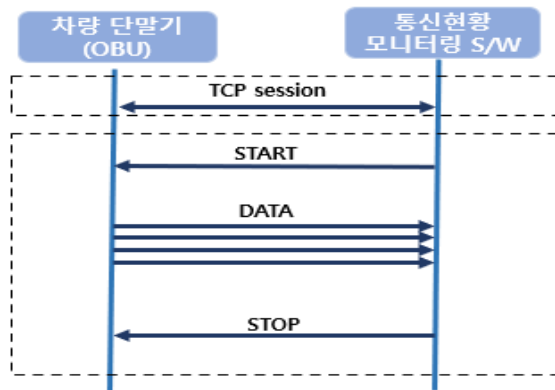 차량 단말기
(OBU)
통신현황
모니터링 S/W
TCP session
START
DATA
STOP